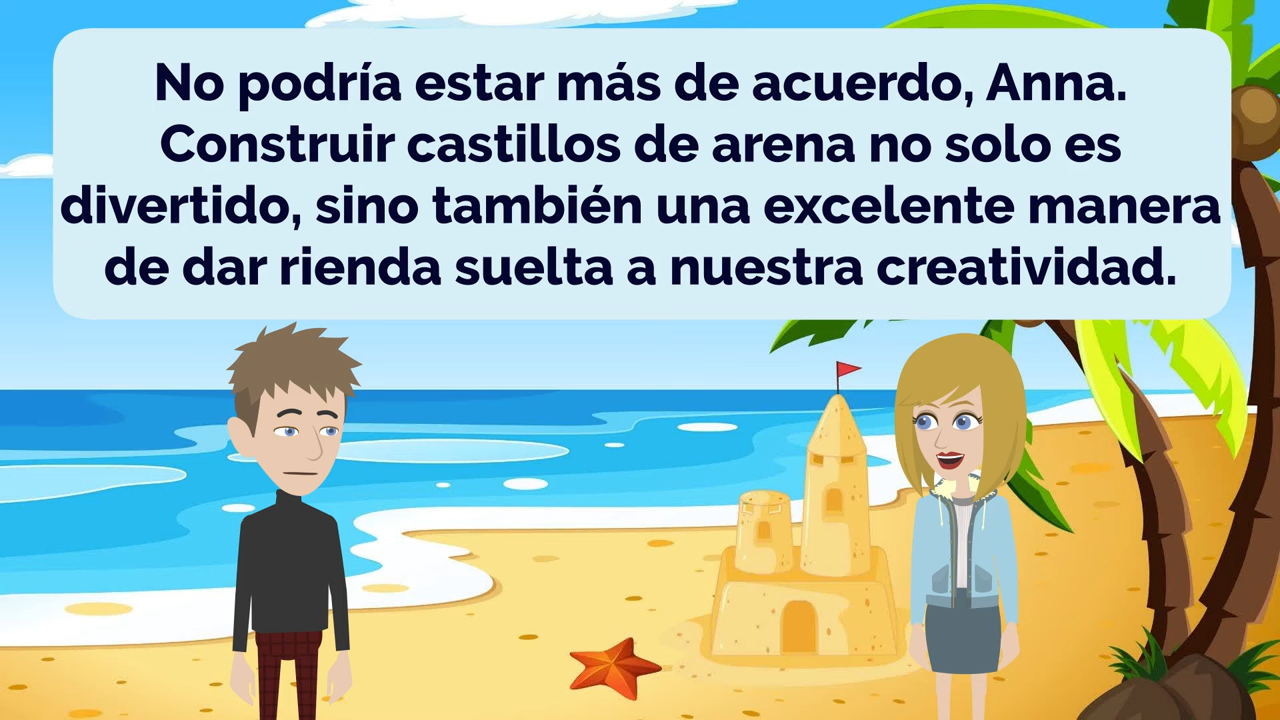 No podría estar más de acuerdo, Anna.
Construir castillos de arena no solo es
divertido, sino también una excelente manera
de dar rienda suelta a nuestra creatividad.